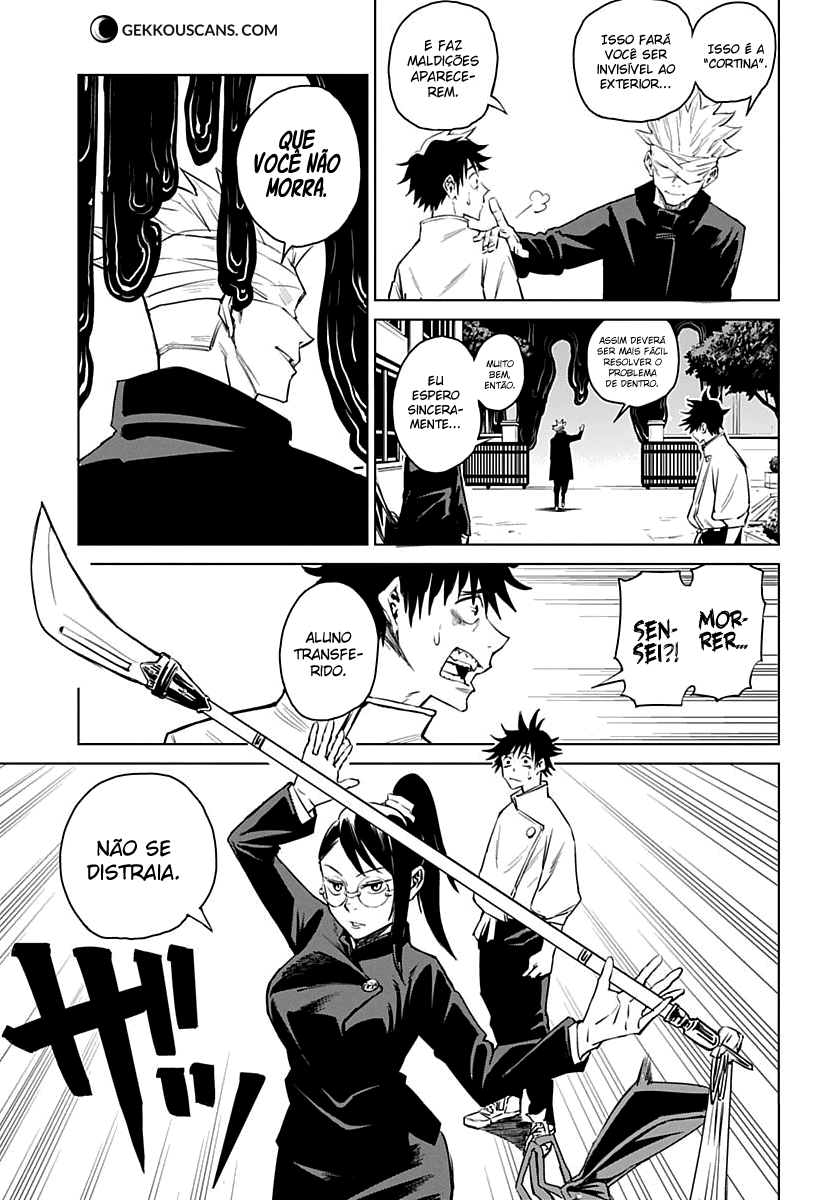 GEKKOUSCANS.COM
ISSO É A
"CORTINA".
ISSO FARÁ
VOCÊ SER
INVISÍVEL AO
EXTERIOR...
E FAZ
MALDIÇÕES
APARECE-
REM.
QUE
VOCÊ NÃO
MORRA.
ASSIM DEVERÁ
SER MAIS FÁCIL
RESOLVER O
PROBLEMA
DE DENTRO.
MUITO
BEM,
ENTÃO.
EU
ESPERO
SINCERA-
MENTE...
MOR-
RER...
SEN-
SEI?!
ALUNO
TRANSFE-
RIDO.
NÃO SE
DISTRAIA.
ザッ